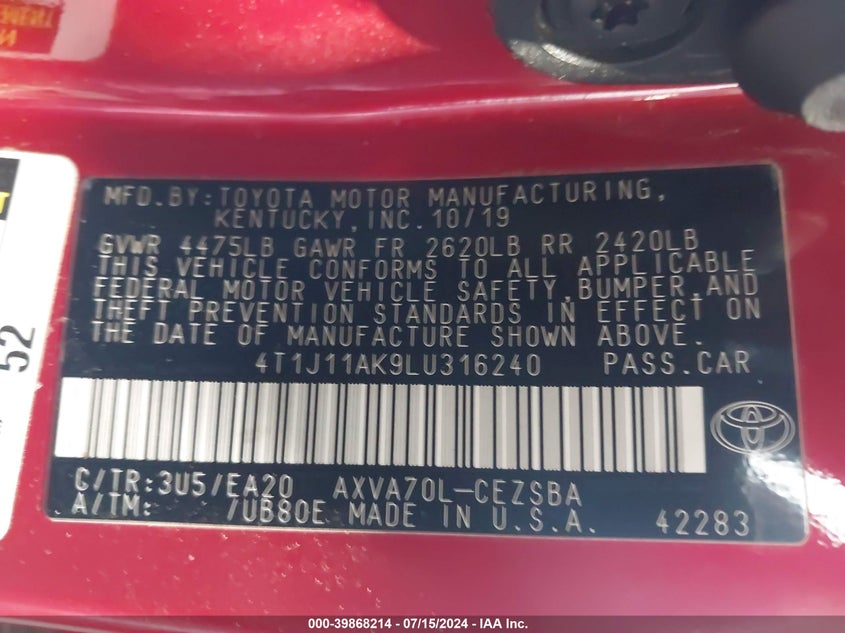 MFD.BY:TOYOTA MOTOR MANUFACTURING,
KENTUCKY,INC. 10/19
GVWR 4475LB GAWR FR 2620LB RR 2420LB
THIS VEHICLE CONFORMS TO ALL APPLICABLE
FEDERAL MOTOR VEHICLE SAFETY,BUMPER,AND
THEFT PREVENTION STANDARDS IN EFFECT ON
THE DATE OF MANUFACTURE SHOWN ABOVE.
4T1J11AK9LU316240 PASS.CAR
C/TR:3U5/EA20 AXVA70L-CEZSBA
A/TM: /UB80E MADE IN U.S.A. 42283
52
000-39868214 - 07/15/2024 - IAA Inc.